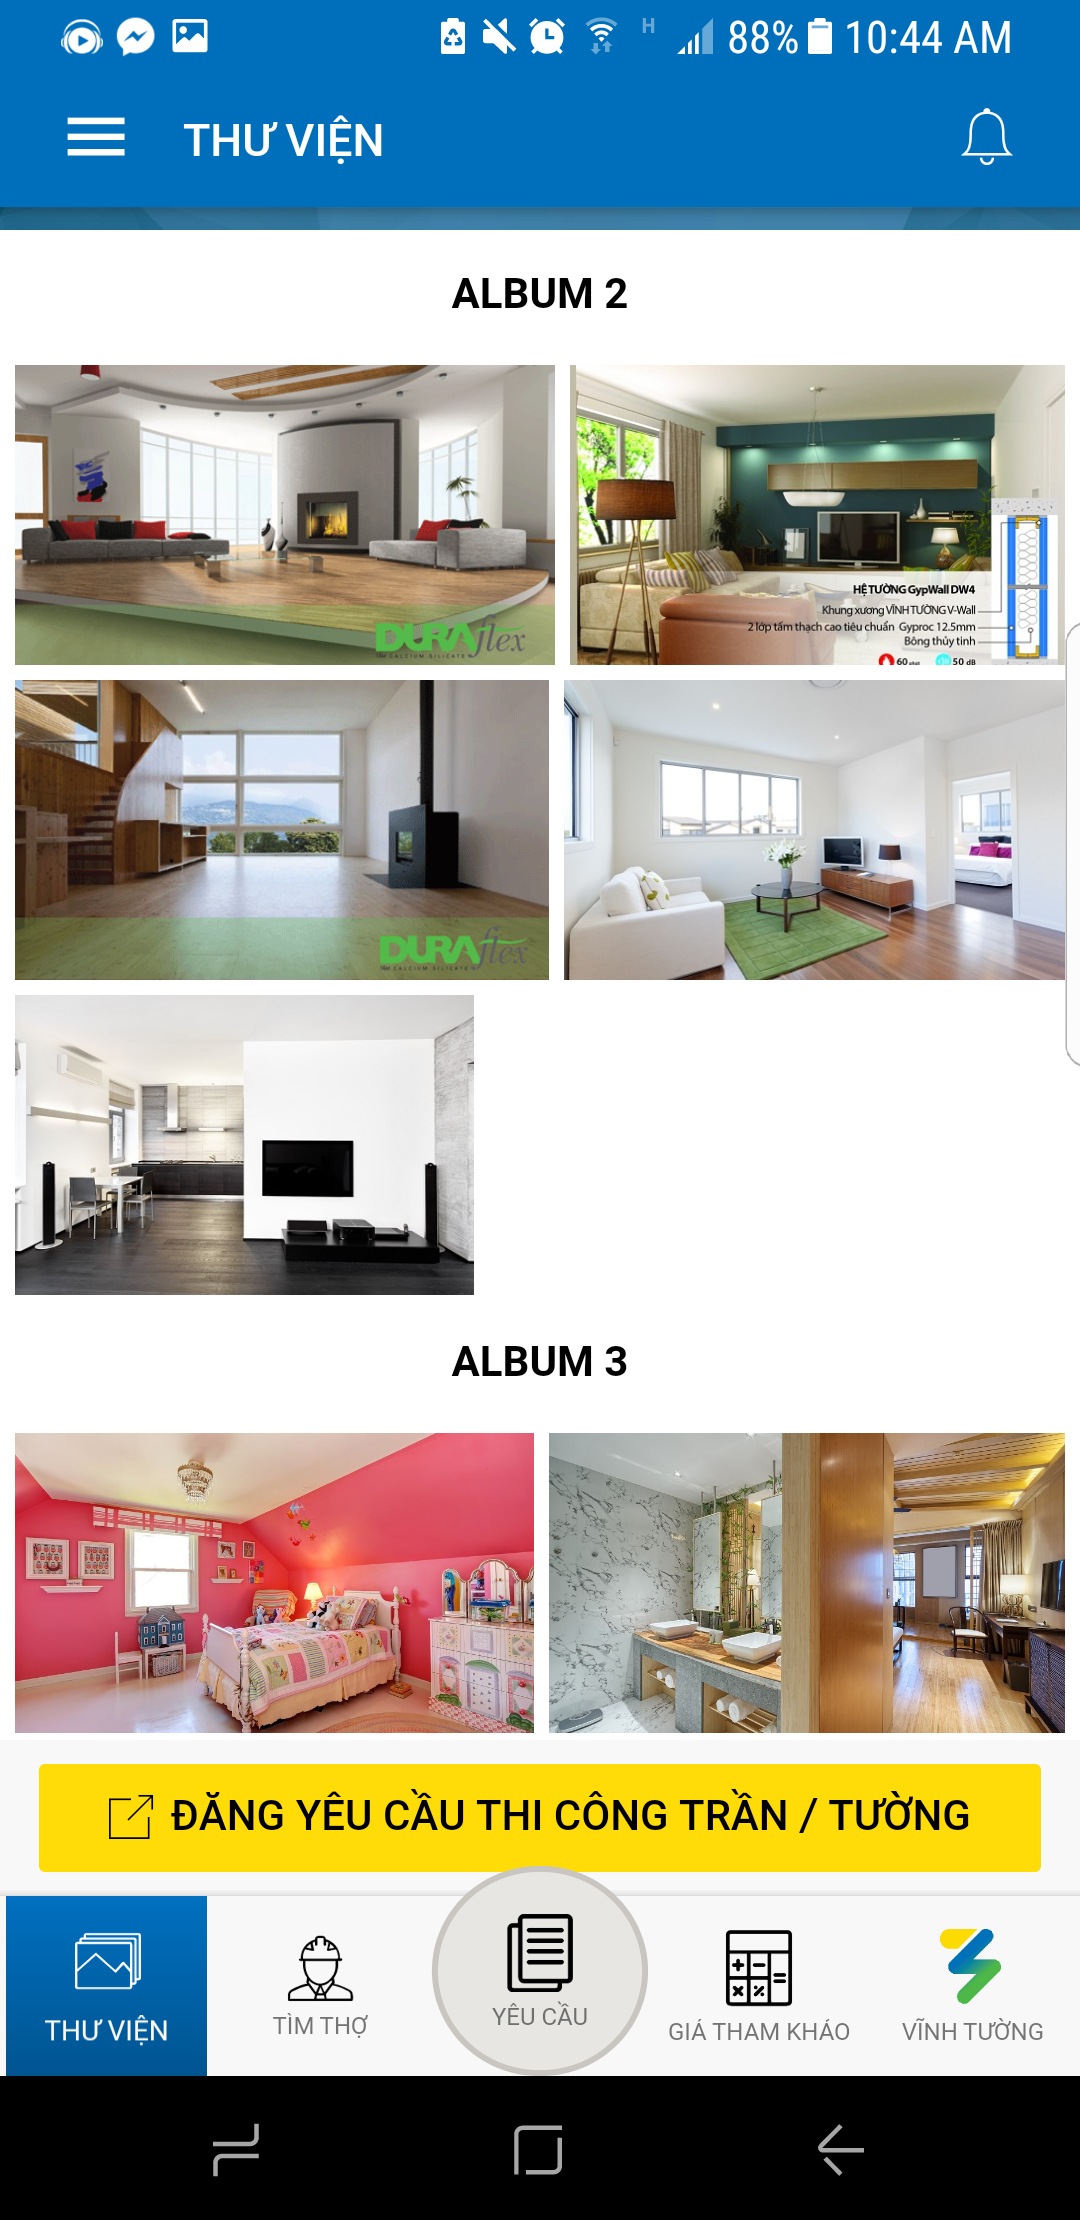 H 88% 10:44 AM
THƯ VIỆN
ALBUM 2
DURAflex
CALCIUM SILICATE
HỆ TƯỜNG GypWall DW4
Khung xương VĨNH TƯỜNG V-Wall
2 lớp tấm thạch cao tiêu chuẩn Gyproc 12.5mm
Bông thủy tinh
60 phút 50 dB
DURAflex
CALCIUM SILICATE
ALBUM 3
ĐĂNG YÊU CẦU THI CÔNG TRẦN / TƯỜNG
THƯ VIỆN
TÌM THỢ
YÊU CẦU
GIÁ THAM KHẢO
VĨNH TƯỜNG